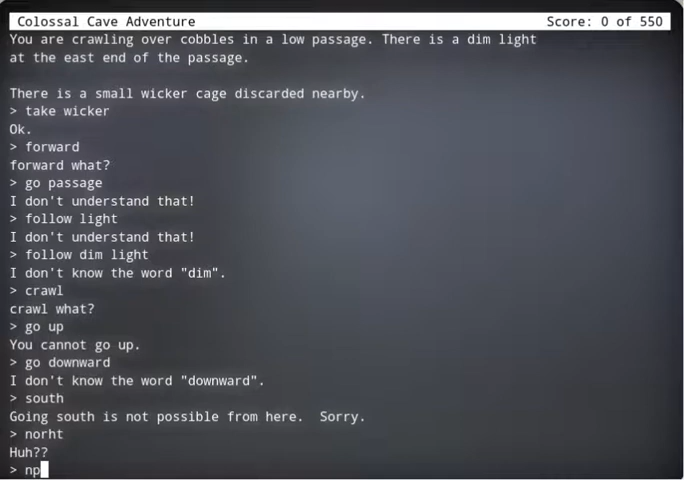 Colossal Cave Adventure Score: 0 of 550
You are crawling over cobbles in a low passage. There is a dim light
at the east end of the passage.
There is a small wicker cage discarded nearby.
> take wicker
Ok.
> forward
forward what?
> go passage
I don't understand that!
> follow light
I don't understand that!
> follow dim light
I don't know the word "dim".
> crawl
crawl what?
> go up
You cannot go up.
> go downward
I don't know the word "downward".
> south
Going south is not possible from here.  Sorry.
> norht
Huh??
> np